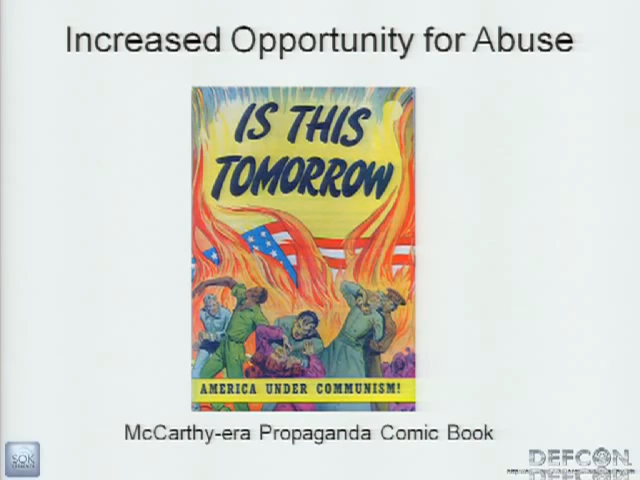 Increased Opportunity for Abuse
IS THIS
TOMORROW
AMERICA UNDER COMMUNISM!
McCarthy-era Propaganda Comic Book
SOK
DEFCON